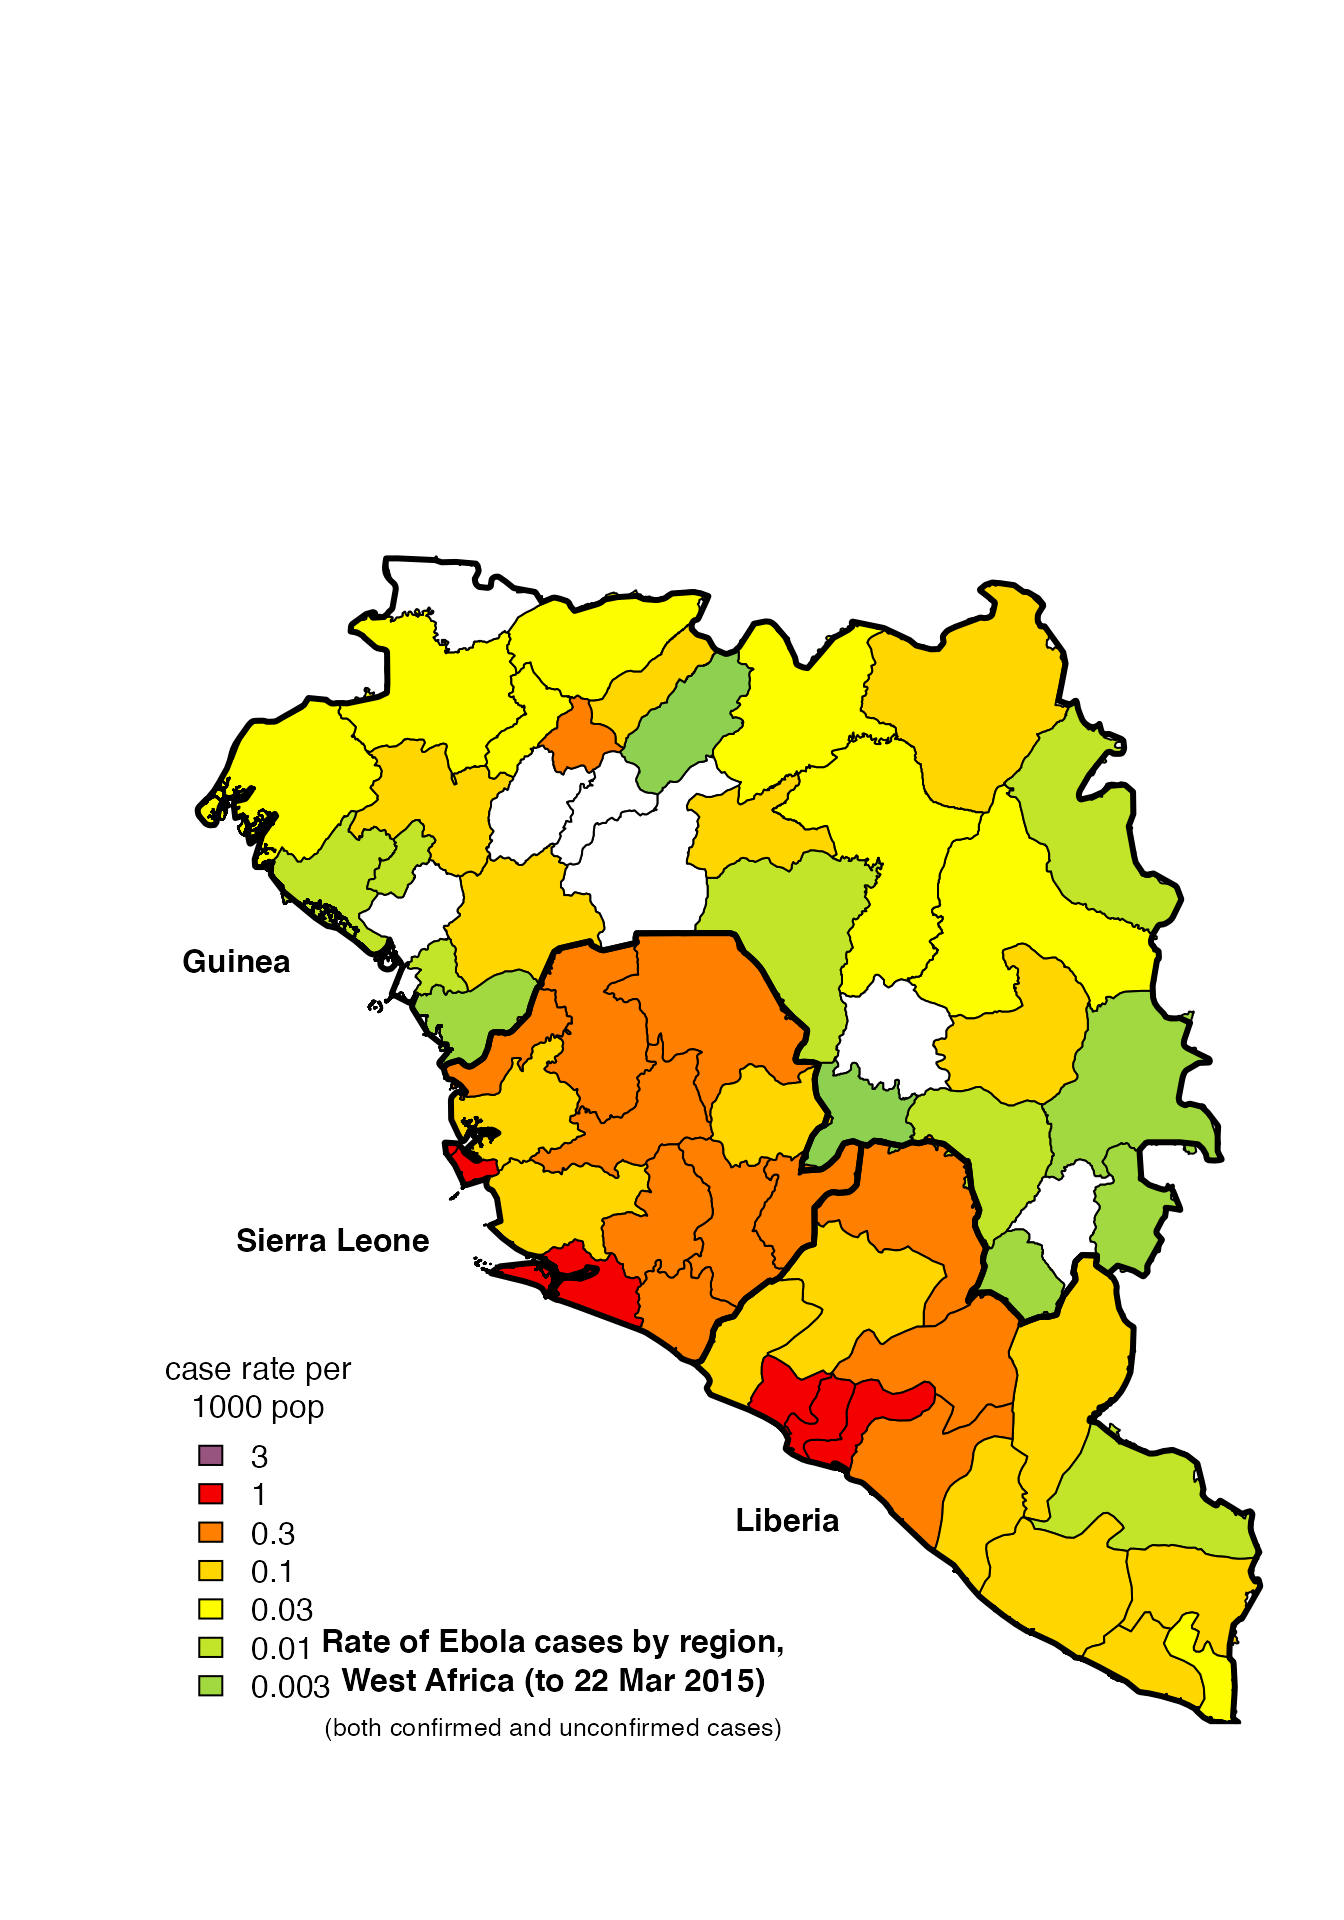 Guinea
Sierra Leone
Liberia
case rate per
1000 pop
3
1
0.3
0.1
0.03
0.01
0.003
Rate of Ebola cases by region,
West Africa (to 22 Mar 2015)
(both confirmed and unconfirmed cases)